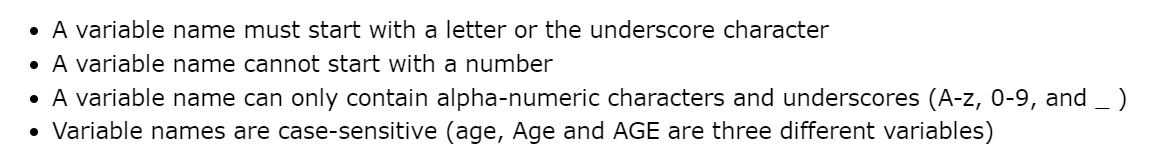 • A variable name must start with a letter or the underscore character
• A variable name cannot start with a number
• A variable name can only contain alpha-numeric characters and underscores (A-z, 0-9, and _ )
• Variable names are case-sensitive (age, Age and AGE are three different variables)